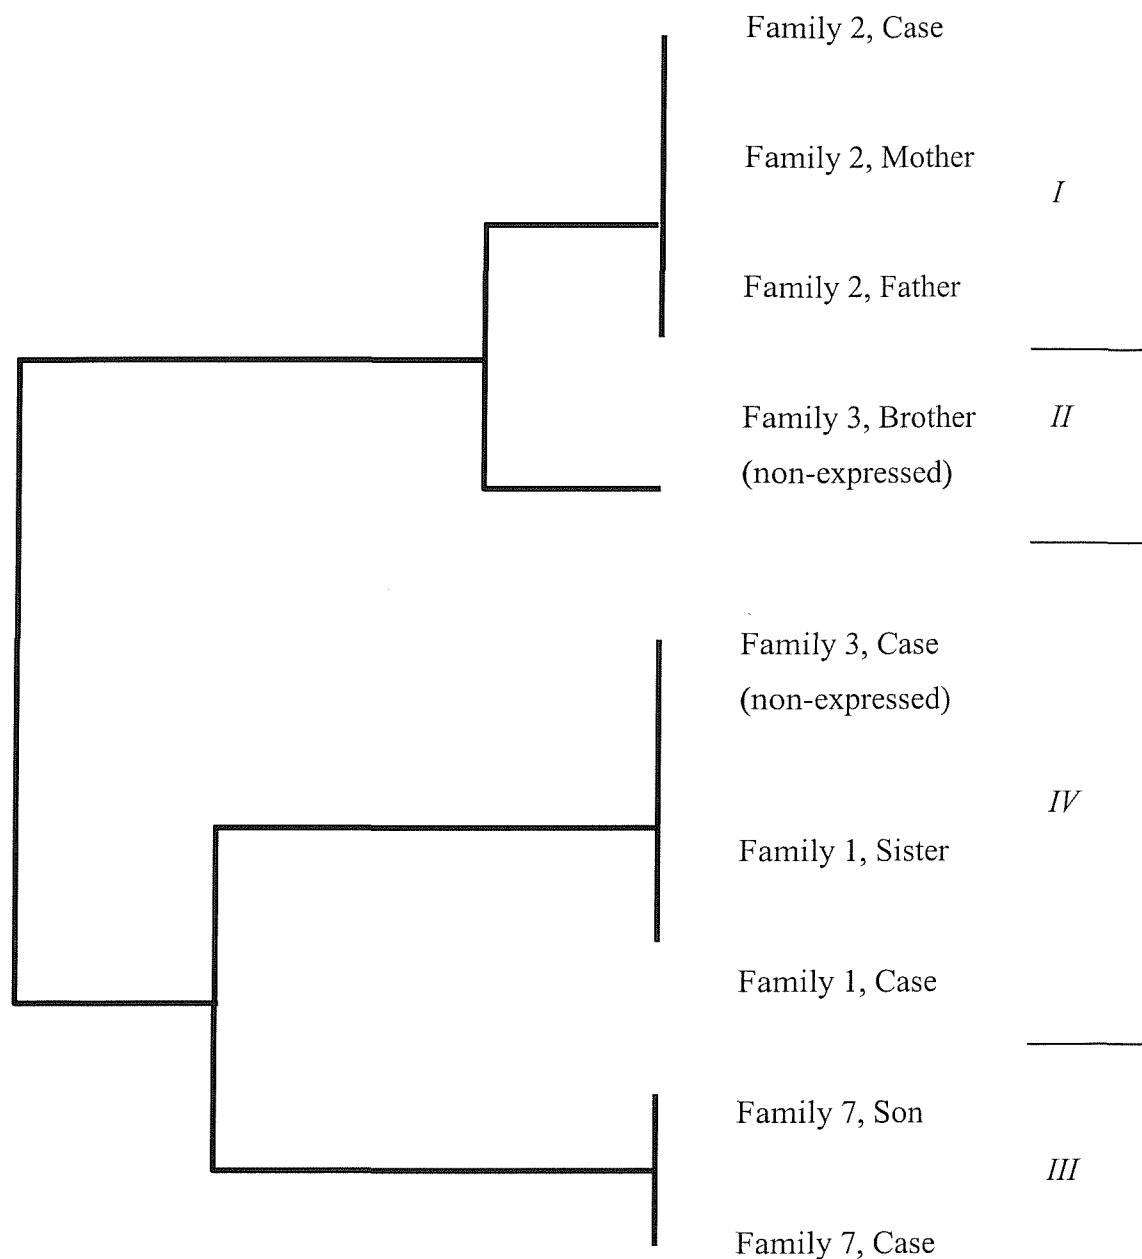 Family 2, Case
Family 2, Mother
I
Family 2, Father
Family 3, Brother
II
(non-expressed)
Family 3, Case
(non-expressed)
IV
Family 1, Sister
Family 1, Case
Family 7, Son
III
Family 7, Case